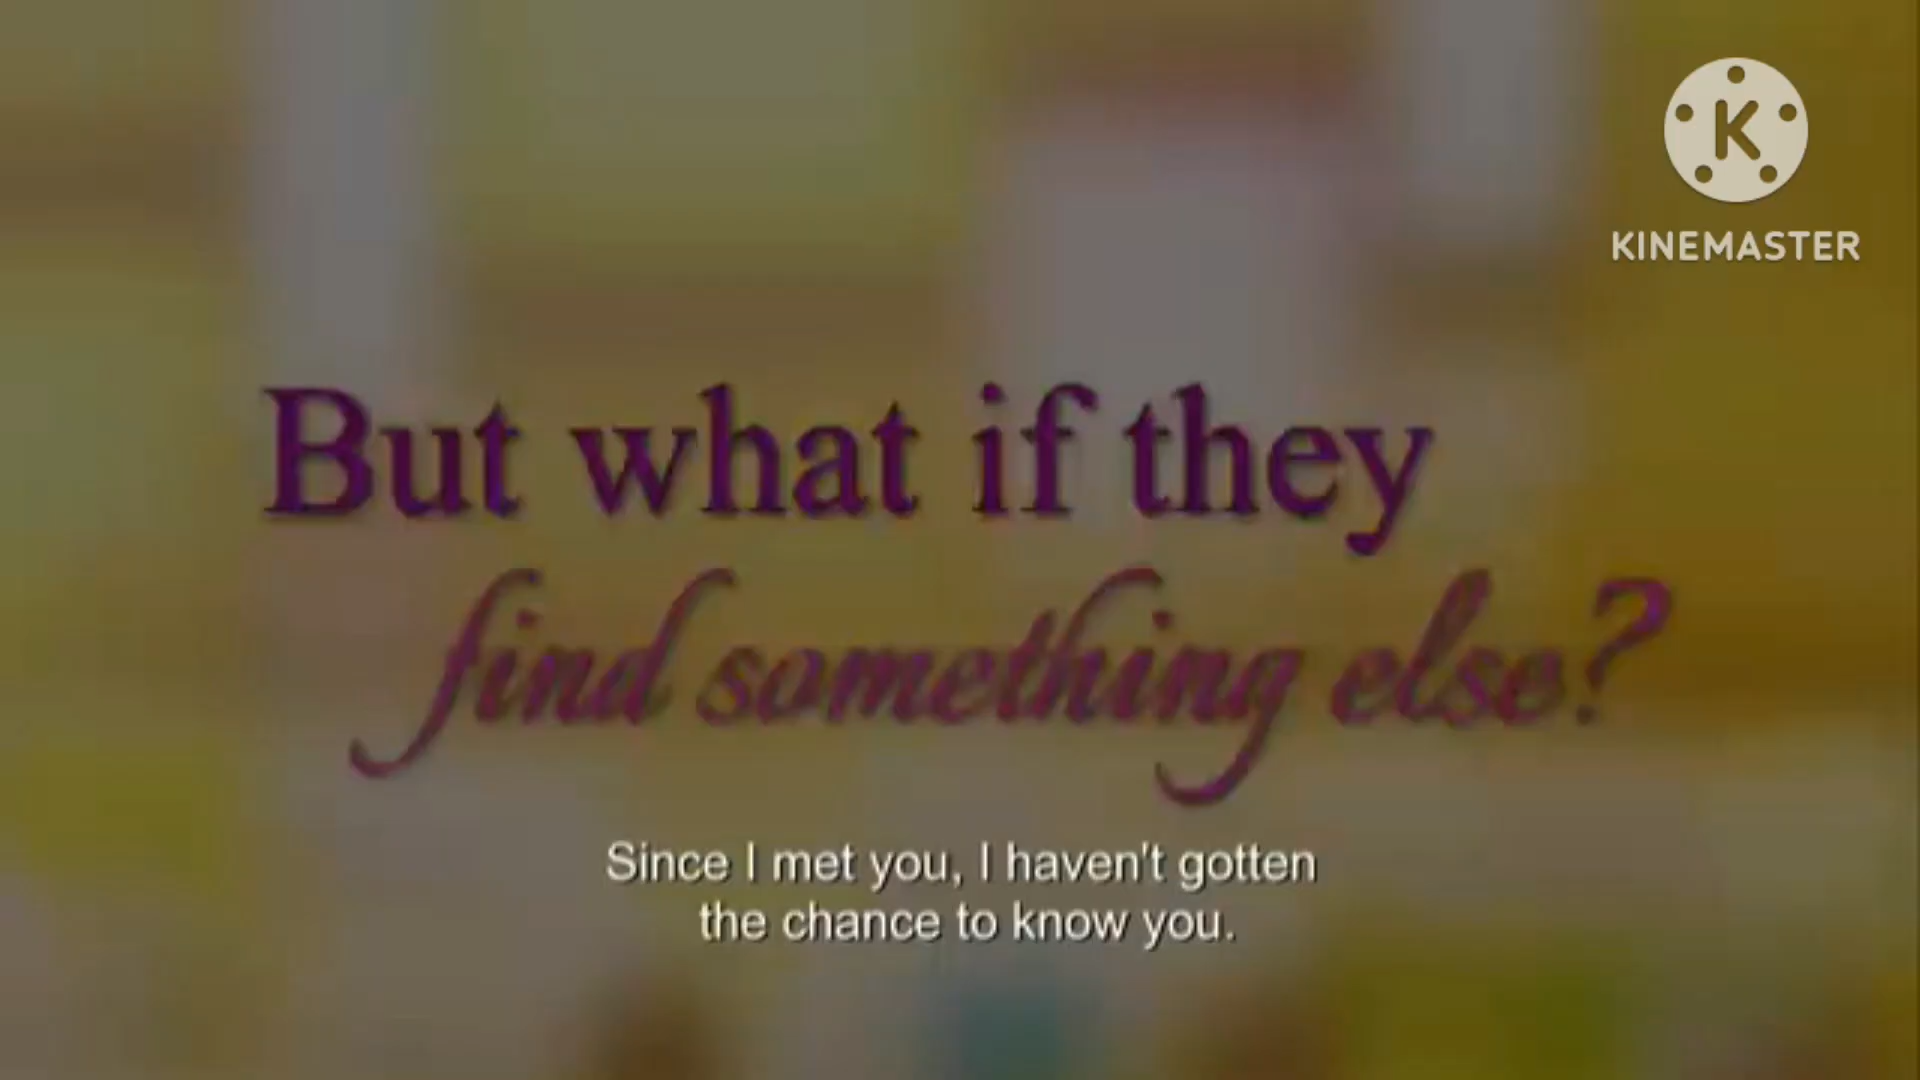 KINEMASTER
But what if they
find something else?
Since I met you, I haven't gotten
the chance to know you.